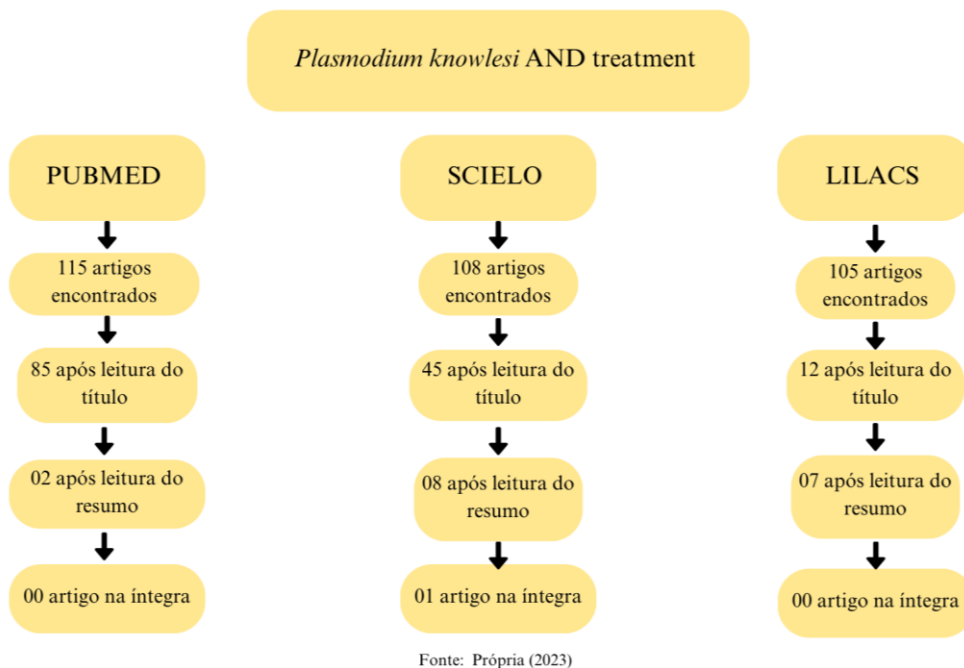 Plasmodium knowlesi AND treatment
PUBMED
115 artigos
encontrados
85 após leitura do
título
02 após leitura do
resumo
00 artigo na íntegra
SCIELO
108 artigos
encontrados
45 após leitura do
título
08 após leitura do
resumo
01 artigo na íntegra
LILACS
105 artigos
encontrados
12 após leitura do
título
07 após leitura do
resumo
00 artigo na íntegra
Fonte: Própria (2023)